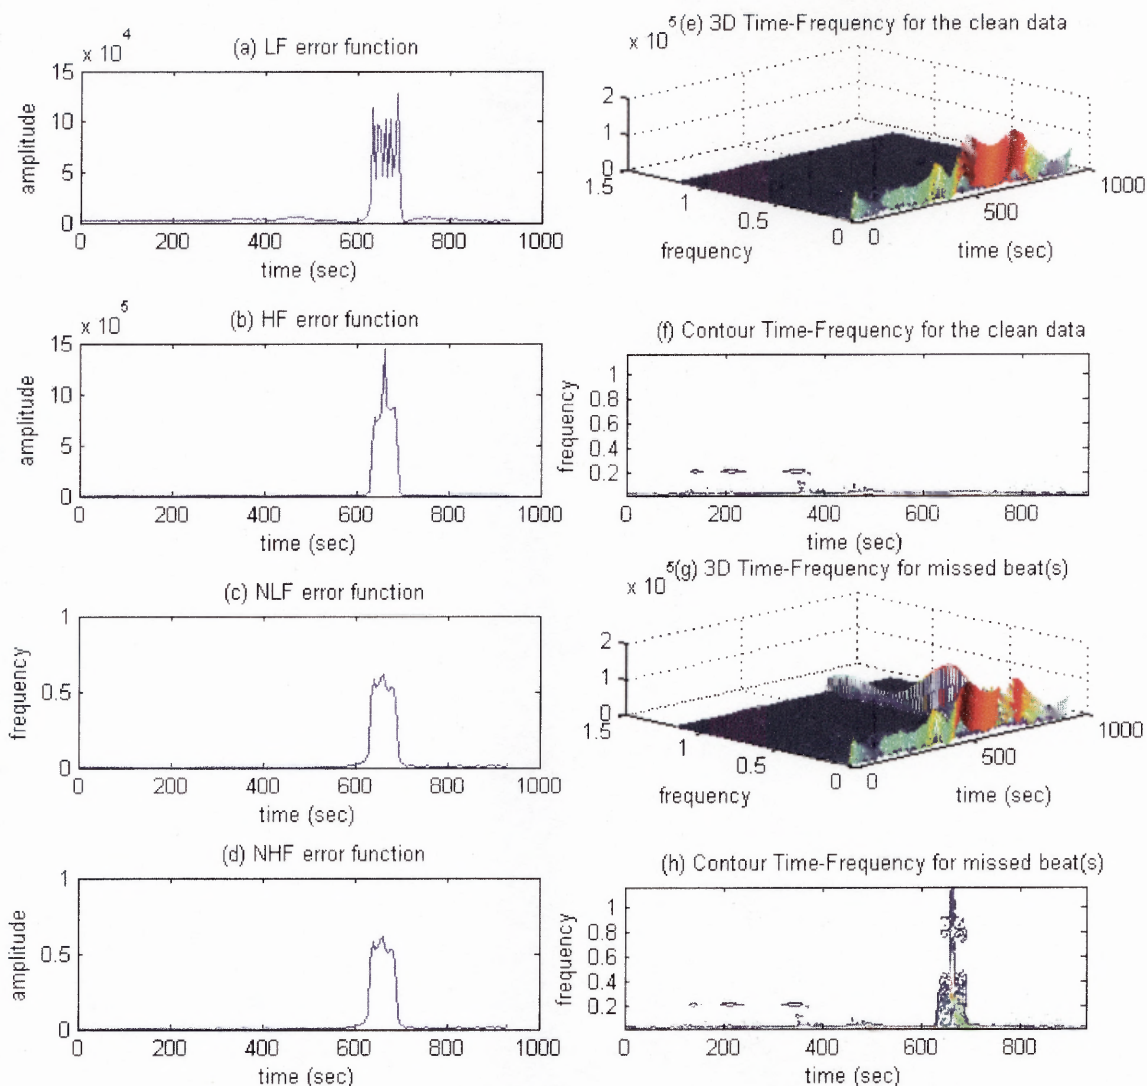 x 10^4
(a) LF error function
15
10
5
0
amplitude
0 200 400 600 800 1000
time (sec)
x 10^5
(b) HF error function
15
10
5
0
amplitude
0 200 400 600 800 1000
time (sec)
(c) NLF error function
1
0.5
0
frequency
0 200 400 600 800 1000
time (sec)
(d) NHF error function
1
0.5
0
amplitude
0 200 400 600 800 1000
time (sec)
x 10^5 (e) 3D Time-Frequency for the clean data
2
1
0
1.5 1 0.5 0
frequency
0 500 1000
time (sec)
(f) Contour Time-Frequency for the clean data
1
0.8
0.6
0.4
0.2
frequency
0 200 400 600 800
time (sec)
x 10^5 (g) 3D Time-Frequency for missed beat(s)
2
1
0
1.5 1 0.5 0
frequency
0 500 1000
time (sec)
(h) Contour Time-Frequency for missed beat(s)
1
0.8
0.6
0.4
0.2
frequency
0 200 400 600 800
time (sec)